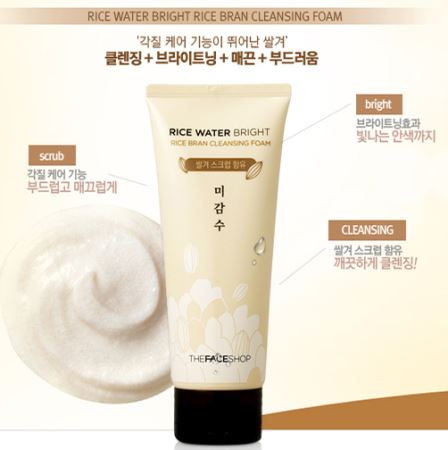 RICE WATER BRIGHT RICE BRAN CLEANSING FOAM
'각질 케어 기능이 뛰어난 쌀겨'
클렌징 + 브라이트닝 + 매끈 + 부드러움
bright
브라이트닝효과
빛나는 안색까지
scrub
각질 케어 기능
부드럽고 매끄럽게
RICE WATER BRIGHT
RICE BRAN CLEANSING FOAM
쌀겨 스크럽 함유
미감수
CLEANSING
쌀겨 스크럽 함유
깨끗하게 클렌징!
THEFACESHOP